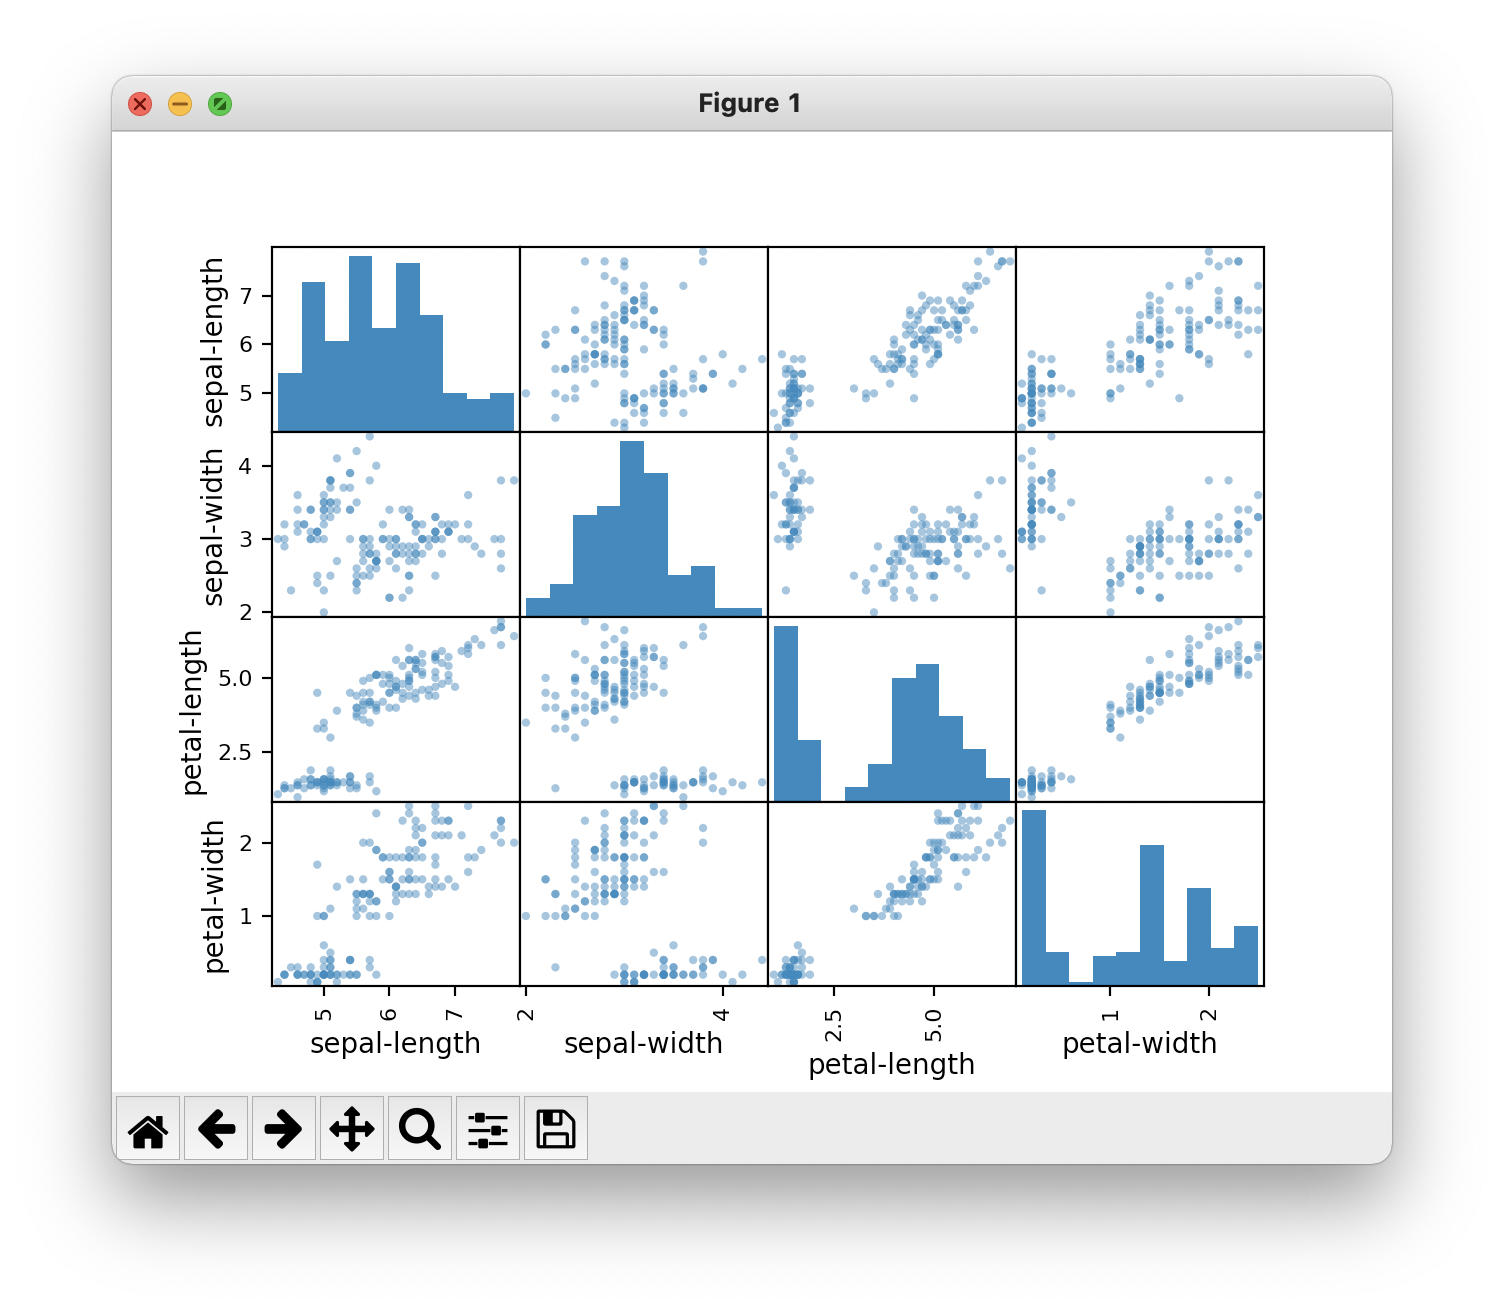 Figure 1
sepal-length
7
6
5
sepal-width
4
3
2
petal-length
5.0
2.5
petal-width
2
1
5 6 7 2 4 2.5 5.0 1 2
sepal-length sepal-width petal-length petal-width